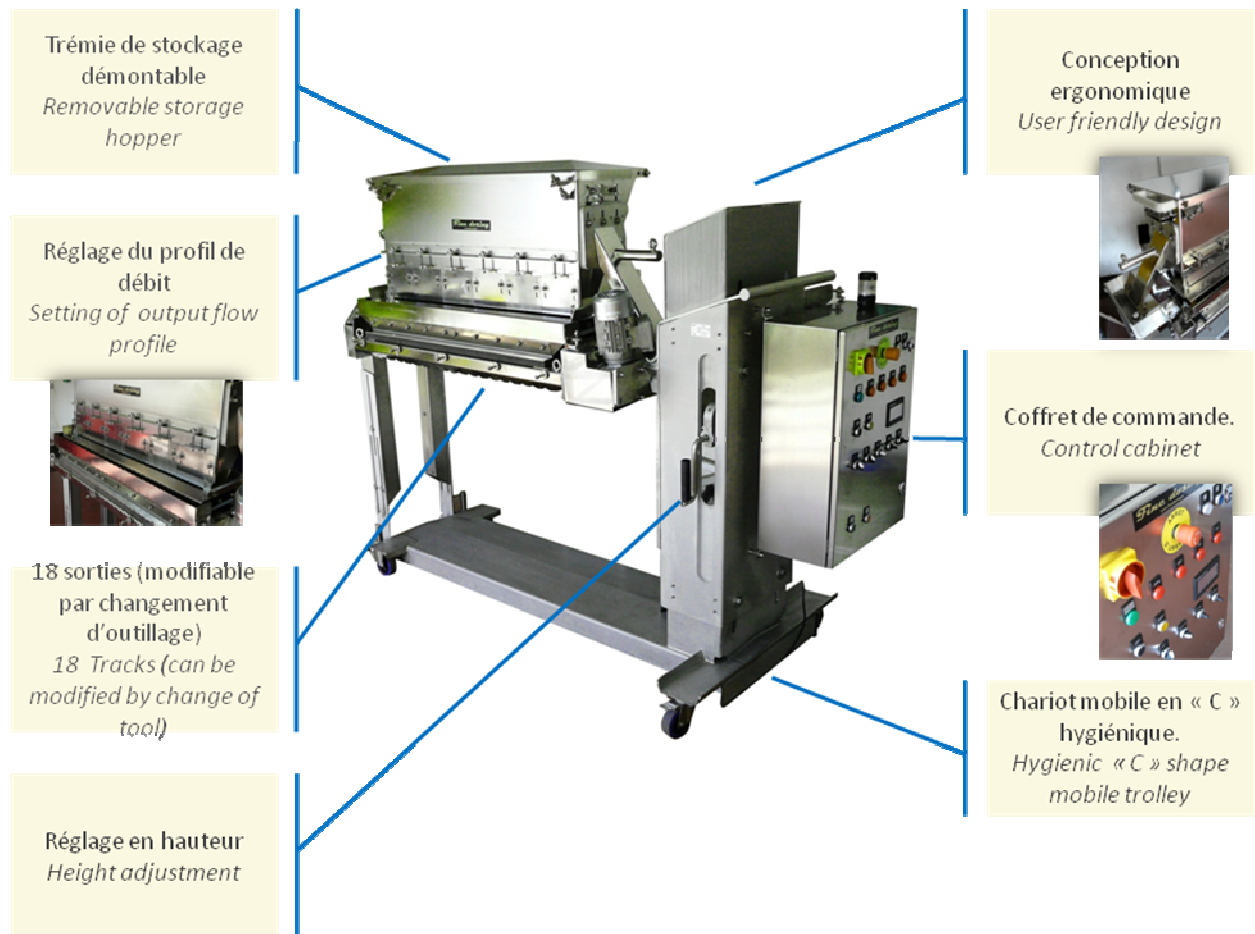 Trémie de stockage
démontable
Removable storage
hopper
Réglage du profil de
débit
Setting of output flow
profile
18 sorties (modifiable
par changement
d'outillage)
18 Tracks (can be
modified by change of
tool)
Réglage en hauteur
Height adjustment
Conception
ergonomique
User friendly design
Coffret de commande.
Control cabinet
Chariot mobile en « C »
hygiénique.
Hygienic « C » shape
mobile trolley